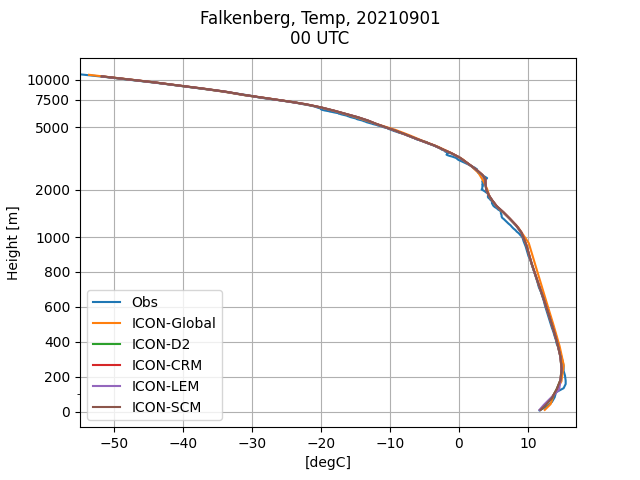 Falkenberg, Temp, 20210901
00 UTC
10000
7500
5000
2000
1000
800
600
400
200
0
Height [m]
Obs
ICON-Global
ICON-D2
ICON-CRM
ICON-LEM
ICON-SCM
−50 −40 −30 −20 −10 0 10
[degC]